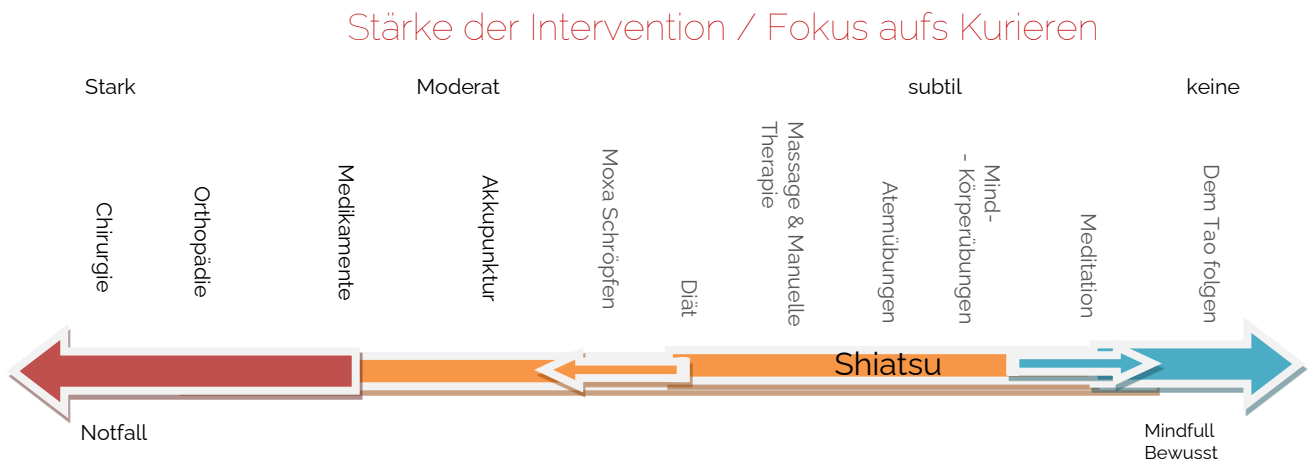 Stärke der Intervention / Fokus aufs Kurieren
Stark
Moderat
subtil
keine
Chirurgie
Orthopädie
Medikamente
Akkupunktur
Moxa Schröpfen
Diät
Massage & Manuelle
Therapie
Atemübungen
Mind-
- Körperübungen
Meditation
Dem Tao folgen
Shiatsu
Notfall
Mindfull
Bewusst